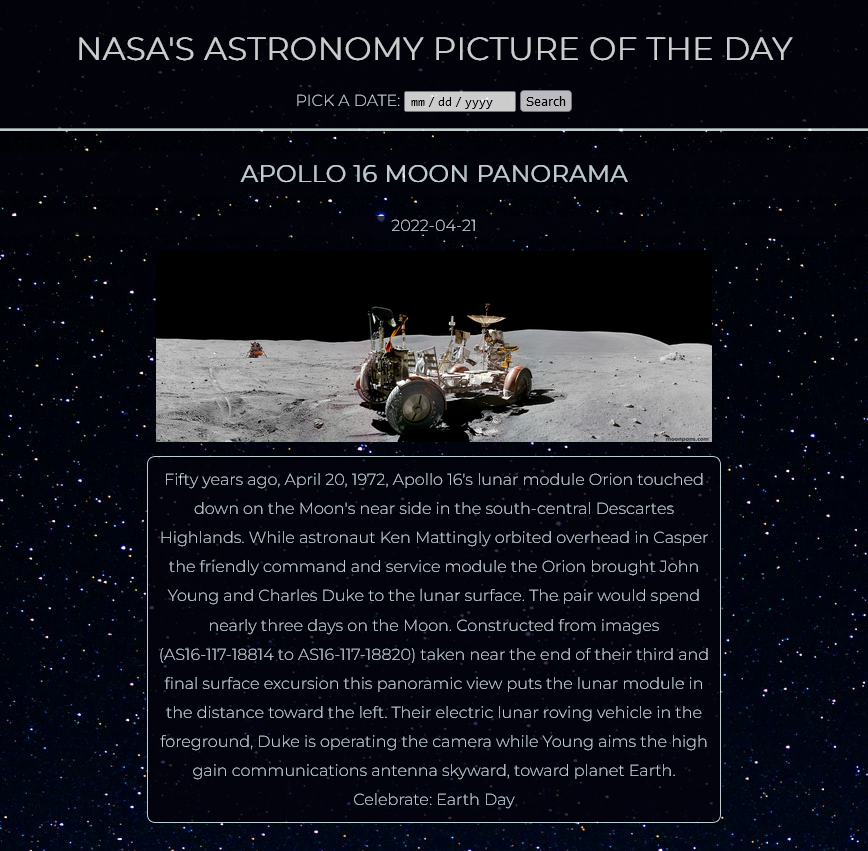 NASA'S ASTRONOMY PICTURE OF THE DAY
PICK A DATE: mm / dd / yyyy Search
APOLLO 16 MOON PANORAMA
2022-04-21
moonpans.com
Fifty years ago, April 20, 1972, Apollo 16's lunar module Orion touched
down on the Moon's near side in the south-central Descartes
Highlands. While astronaut Ken Mattingly orbited overhead in Casper
the friendly command and service module the Orion brought John
Young and Charles Duke to the lunar surface. The pair would spend
nearly three days on the Moon. Constructed from images
(AS16-117-18814 to AS16-117-18820) taken near the end of their third and
final surface excursion this panoramic view puts the lunar module in
the distance toward the left. Their electric lunar roving vehicle in the
foreground, Duke is operating the camera while Young aims the high
gain communications antenna skyward, toward planet Earth.
Celebrate: Earth Day